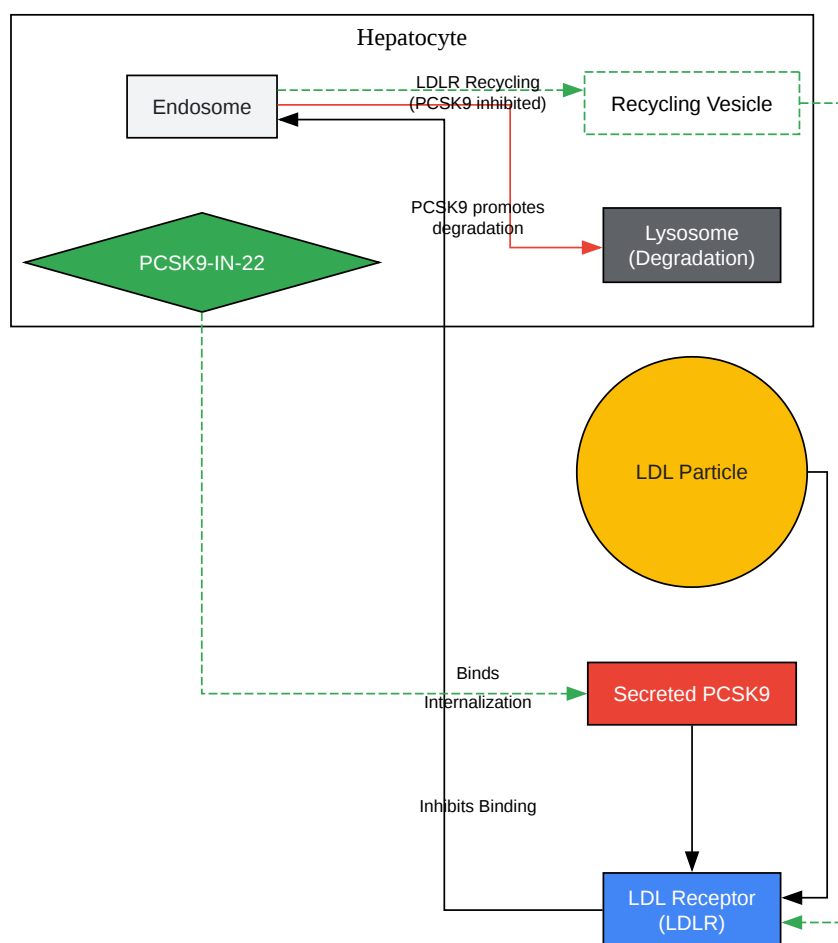 Hepatocyte
LDLR Recycling
(PCSK9 inhibited)
Endosome
Recycling Vesicle
PCSK9 promotes
degradation
Lysosome
(Degradation)
PCSK9-IN-22
LDL Particle
Binds
Secreted PCSK9
Internalization
Inhibits Binding
LDL Receptor
(LDLR)